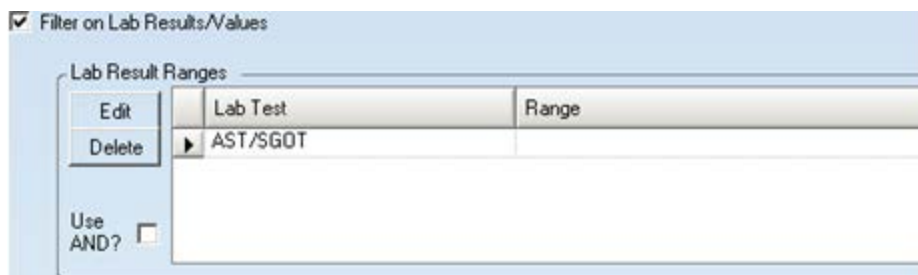 Filter on Lab Results/Values
Lab Result Ranges
Edit
Lab Test Range
Delete
AST/SGOT
Use
AND?